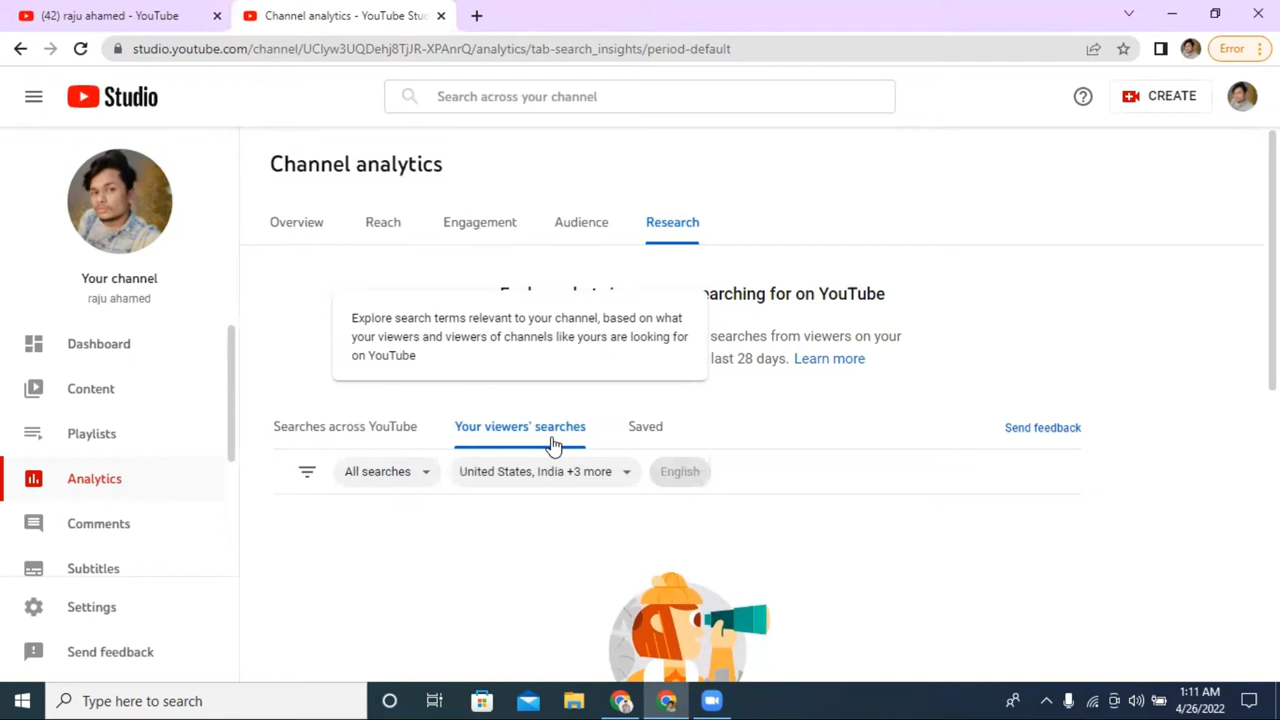 (42) raju ahamed - YouTube
Channel analytics - YouTube Stu
studio.youtube.com/channel/UCIyw3UQDehj8TjJR-XPAnrQ/analytics/tab-search_insights/period-default
Error
Studio
Search across your channel
CREATE
Channel analytics
Overview Reach Engagement Audience Research
Your channel
raju ahamed
arching for on YouTube
Explore search terms relevant to your channel, based on what
your viewers and viewers of channels like yours are looking for
on YouTube
searches from viewers on your
last 28 days. Learn more
Dashboard
Content
Playlists
Analytics
Comments
Subtitles
Settings
Send feedback
Searches across YouTube Your viewers' searches Saved Send feedback
All searches United States, India +3 more English
Type here to search
1:11 AM
4/26/2022